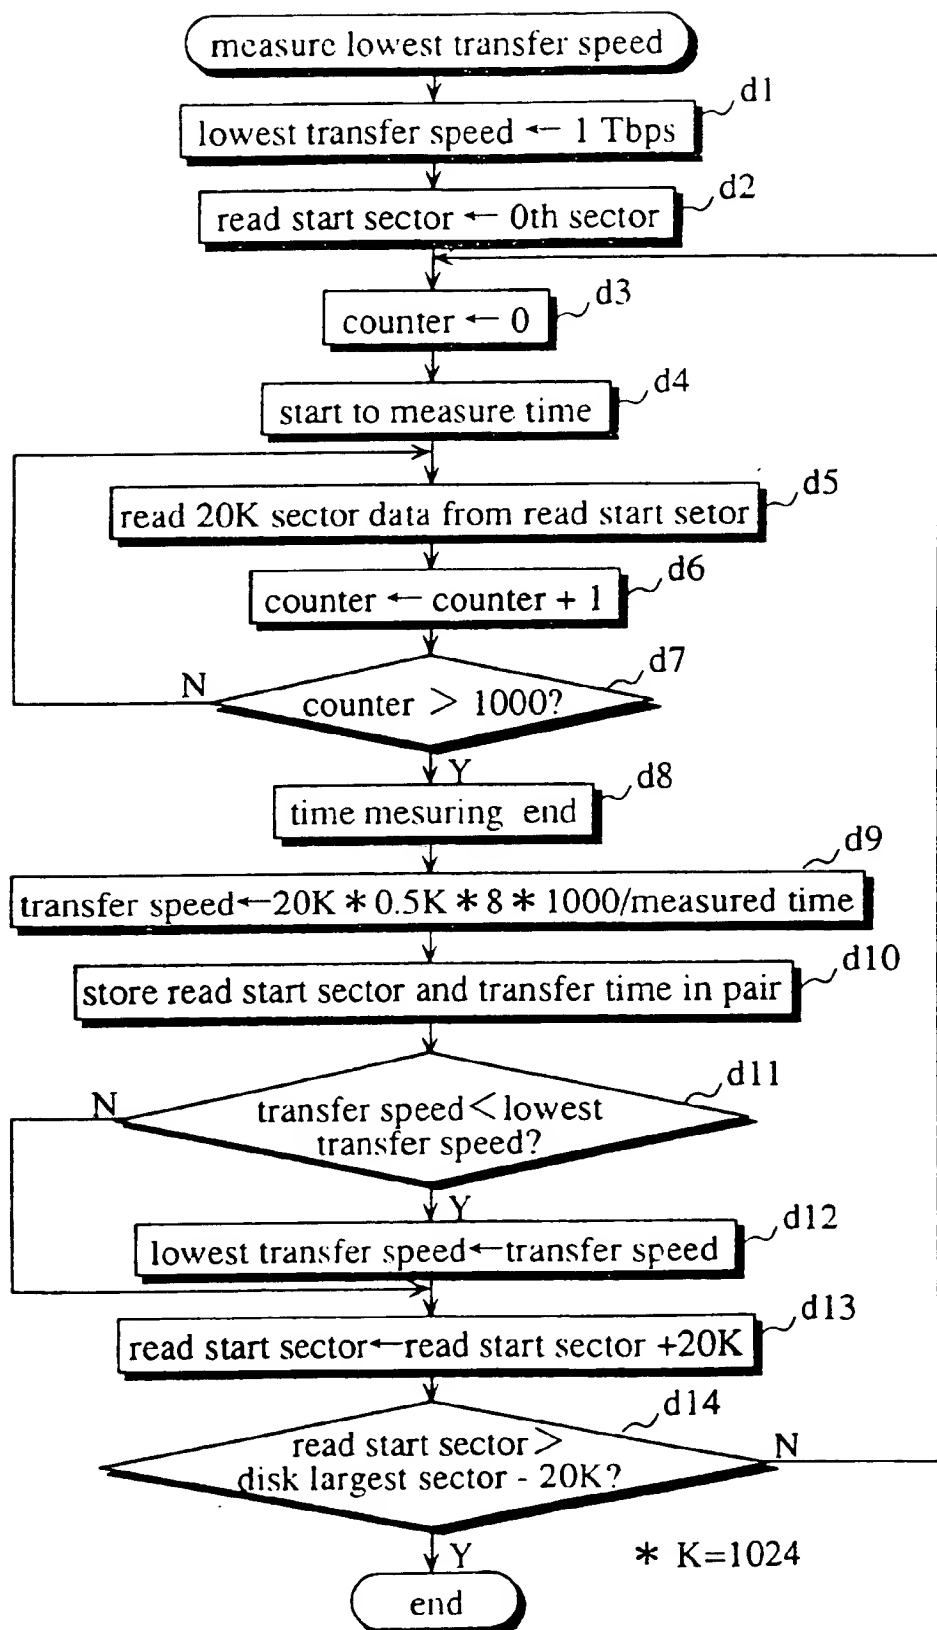 measure lowest transfer speed
d1
lowest transfer speed ← 1 Tbps
d2
read start sector ← 0th sector
d3
counter ← 0
d4
start to measure time
d5
read 20K sector data from read start setor
d6
counter ← counter + 1
d7
N
counter > 1000?
Y
d8
time mesuring end
d9
transfer speed←20K * 0.5K * 8 * 1000/measured time
d10
store read start sector and transfer time in pair
d11
N
transfer speed<lowest
transfer speed?
Y
d12
lowest transfer speed←transfer speed
d13
read start sector←read start sector +20K
d14
read start sector >
N
disk largest sector - 20K?
Y
* K=1024
end